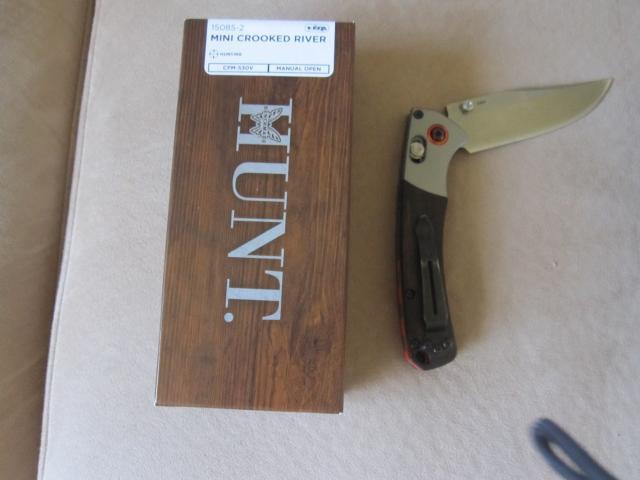 15085-2
MINI CROOKED RIVER
HUNTING
CPM-S30V MANUAL OPEN
HUNT.